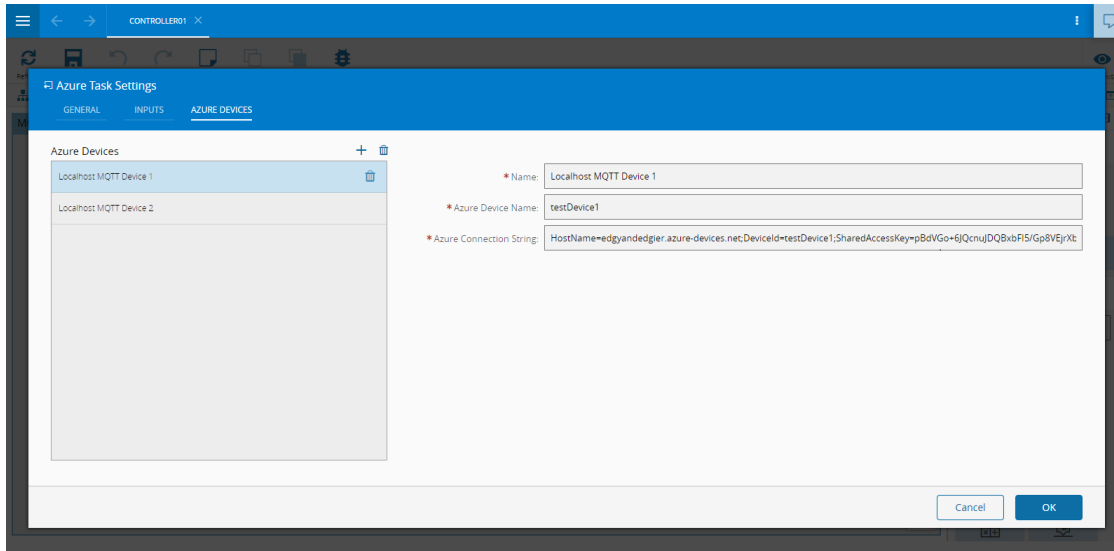 CONTROLLER01
Azure Task Settings
GENERAL INPUTS AZURE DEVICES
Azure Devices
Localhost MQTT Device 1
Localhost MQTT Device 2
*Name: Localhost MQTT Device 1
*Azure Device Name: testDevice1
*Azure Connection String: HostName=edgyandedgier.azure-devices.net;DeviceId=testDevice1;SharedAccessKey=pBdVGo+6JQcnuJDQBxbFI5/Gp8VEjrXb
Cancel OK